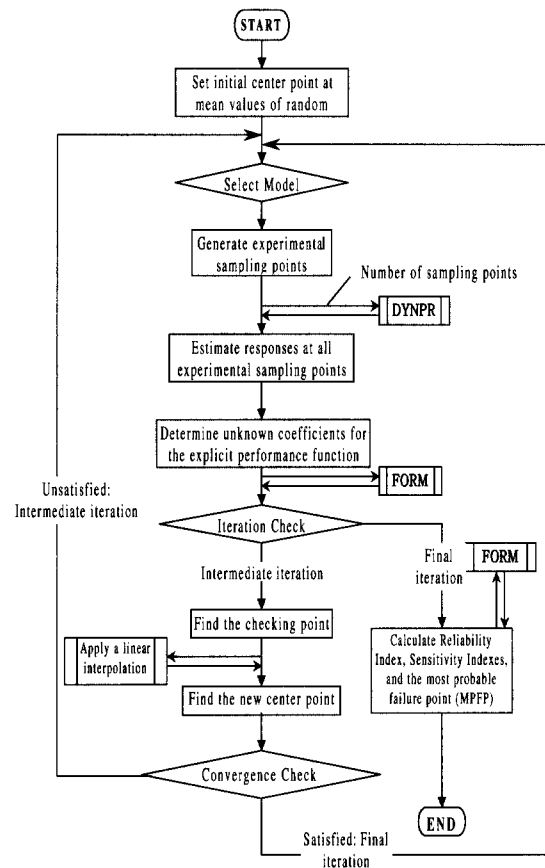 START
Set initial center point at
mean values of random
Select Model
Generate experimental
sampling points
Number of sampling points
DYNPR
Estimate responses at all
experimental sampling points
Determine unknown coefficients for
the explicit performance function
FORM
Unsatisfied:
Intermediate iteration
Iteration Check
Final
iteration
FORM
Intermediate iteration
Find the checking point
Apply a linear
interpolation
Calculate Reliability
Index, Sensitivity Indexes,
and the most probable
failure point (MPFP)
Find the new center point
Convergence Check
END
Satisfied: Final
iteration